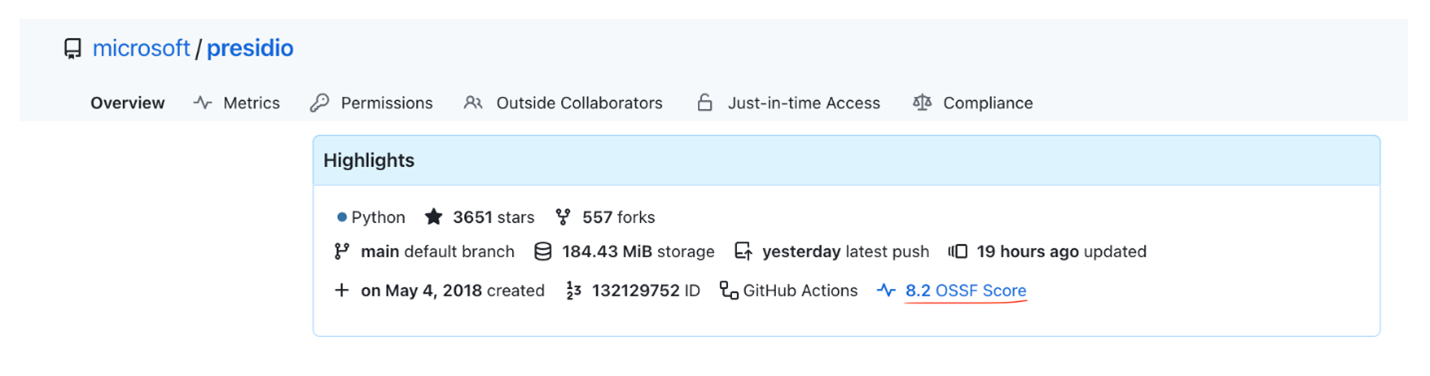 microsoft / presidio
Overview Metrics Permissions Outside Collaborators Just-in-time Access Compliance
Highlights
Python 3651 stars 557 forks
main default branch 184.43 MiB storage yesterday latest push 19 hours ago updated
on May 4, 2018 created 132129752 ID GitHub Actions 8.2 OSSF Score